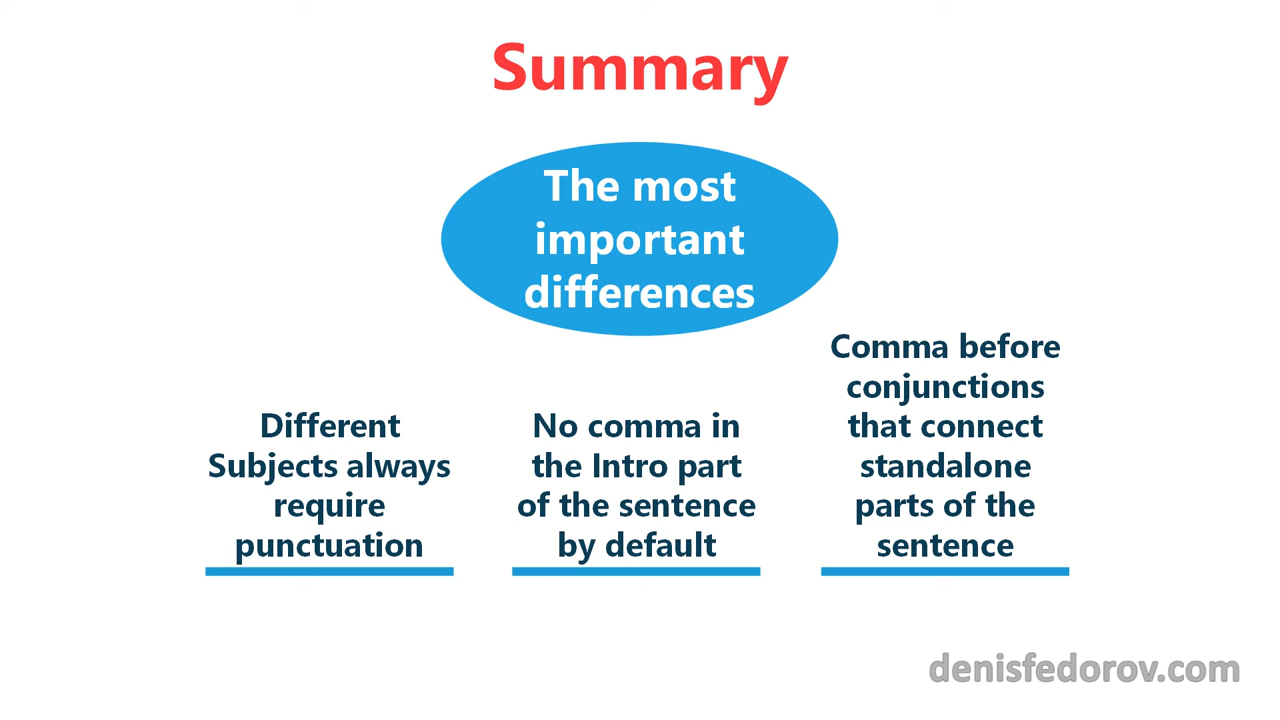 Summary
The most
important
differences
Different
Subjects always
require
punctuation
No comma in
the Intro part
of the sentence
by default
Comma before
conjunctions
that connect
standalone
parts of the
sentence
denisfedorov.com